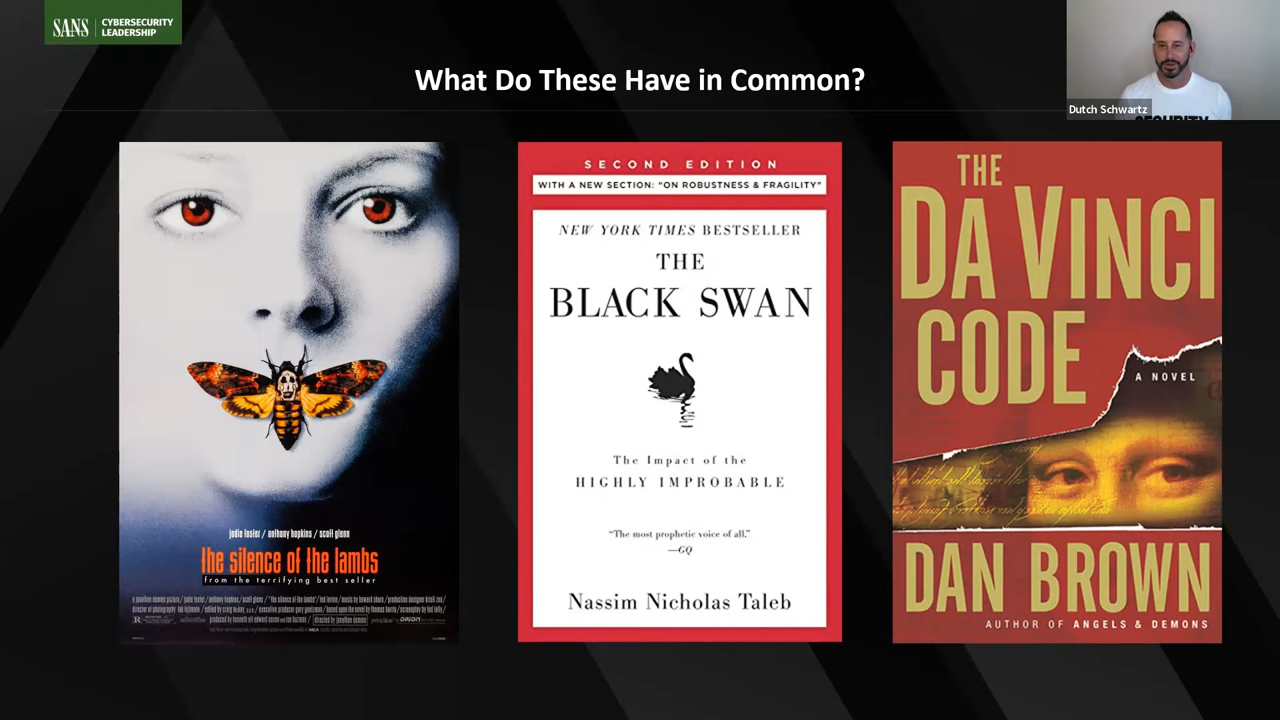 SANS
CYBERSECURITY
LEADERSHIP
What Do These Have in Common?
Dutch Schwartz
SECURITY
jodie foster / anthony hopkins / scott glenn
the silence of the lambs
from the terrifying best seller
R
ORION
SECOND EDITION
WITH A NEW SECTION: "ON ROBUSTNESS & FRAGILITY"
NEW YORK TIMES BESTSELLER
THE
BLACK SWAN
The Impact of the
HIGHLY IMPROBABLE
“The most prophetic voice of all.”
—GQ
Nassim Nicholas Taleb
THE
DA VINCI
CODE
A NOVEL
DAN BROWN
AUTHOR OF ANGELS & DEMONS